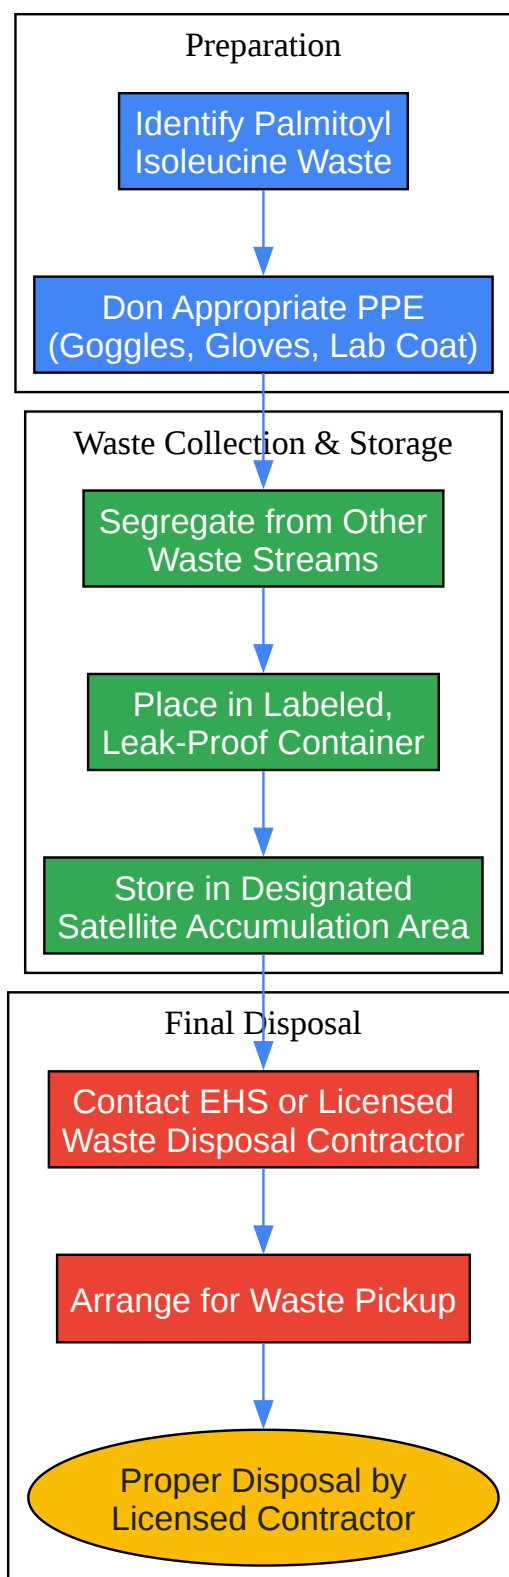 Preparation
Identify Palmitoyl
Isoleucine Waste
Don Appropriate PPE
(Goggles, Gloves, Lab Coat)
Waste Collection & Storage
Segregate from Other
Waste Streams
Place in Labeled,
Leak-Proof Container
Store in Designated
Satellite Accumulation Area
Final Disposal
Contact EHS or Licensed
Waste Disposal Contractor
Arrange for Waste Pickup
Proper Disposal by
Licensed Contractor